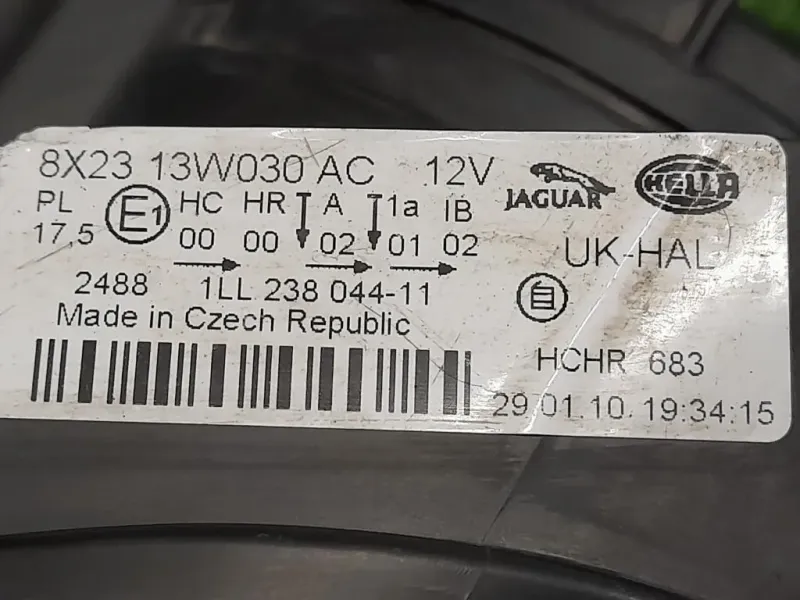 8X23 13W030 AC 12V JAGUAR HELLA
PL E1 HC HR A 1a IB
17,5 00 00 02 01 02 UK-HAL
2488 1LL 238 044-11 自
Made in Czech Republic
HCHR 683
29.01.10. 19:34:15